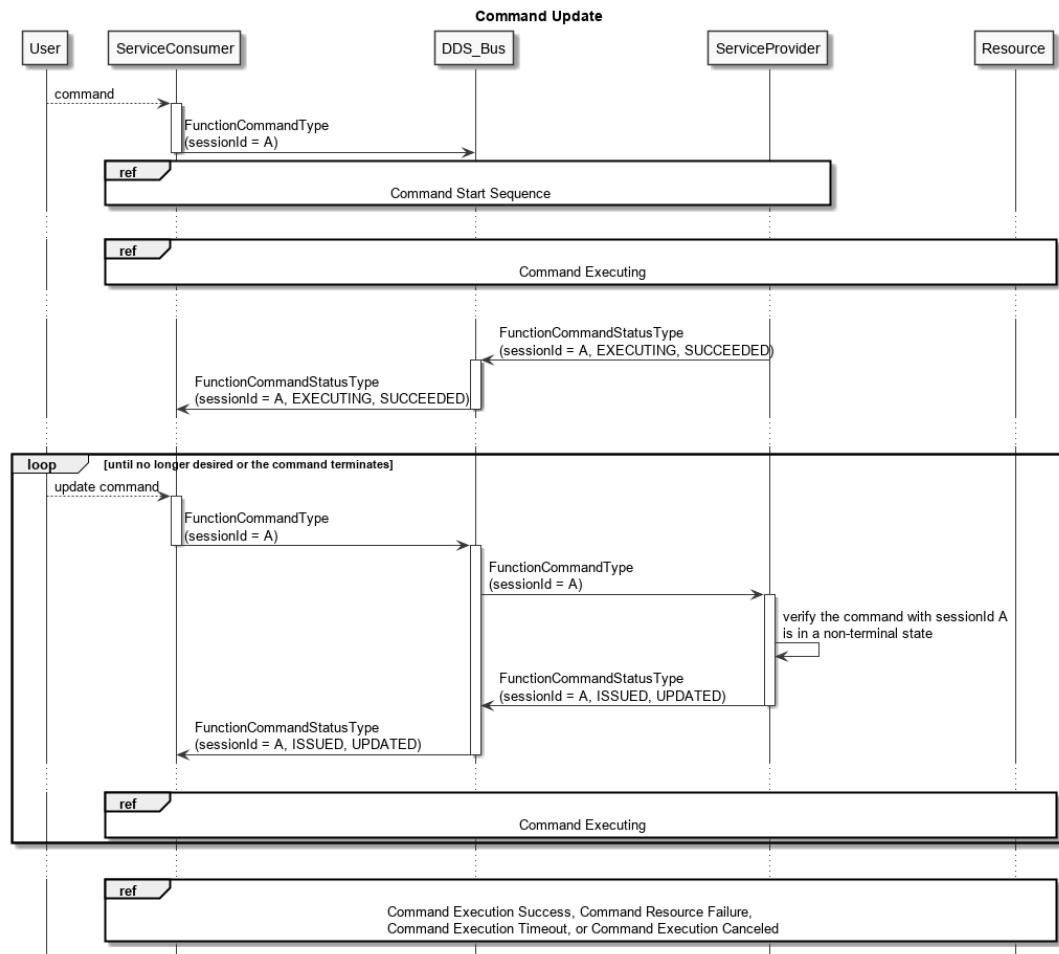 Command Update
User
ServiceConsumer
DDS_Bus
ServiceProvider
Resource
command
FunctionCommandType
(sessionId = A)
ref
Command Start Sequence
ref
Command Executing
FunctionCommandStatusType
(sessionId = A, EXECUTING, SUCCEEDED)
FunctionCommandStatusType
(sessionId = A, EXECUTING, SUCCEEDED)
loop
[until no longer desired or the command terminates]
update command
FunctionCommandType
(sessionId = A)
FunctionCommandType
(sessionId = A)
verify the command with sessionId A
is in a non-terminal state
FunctionCommandStatusType
(sessionId = A, ISSUED, UPDATED)
FunctionCommandStatusType
(sessionId = A, ISSUED, UPDATED)
ref
Command Executing
ref
Command Execution Success, Command Resource Failure,
Command Execution Timeout, or Command Execution Canceled